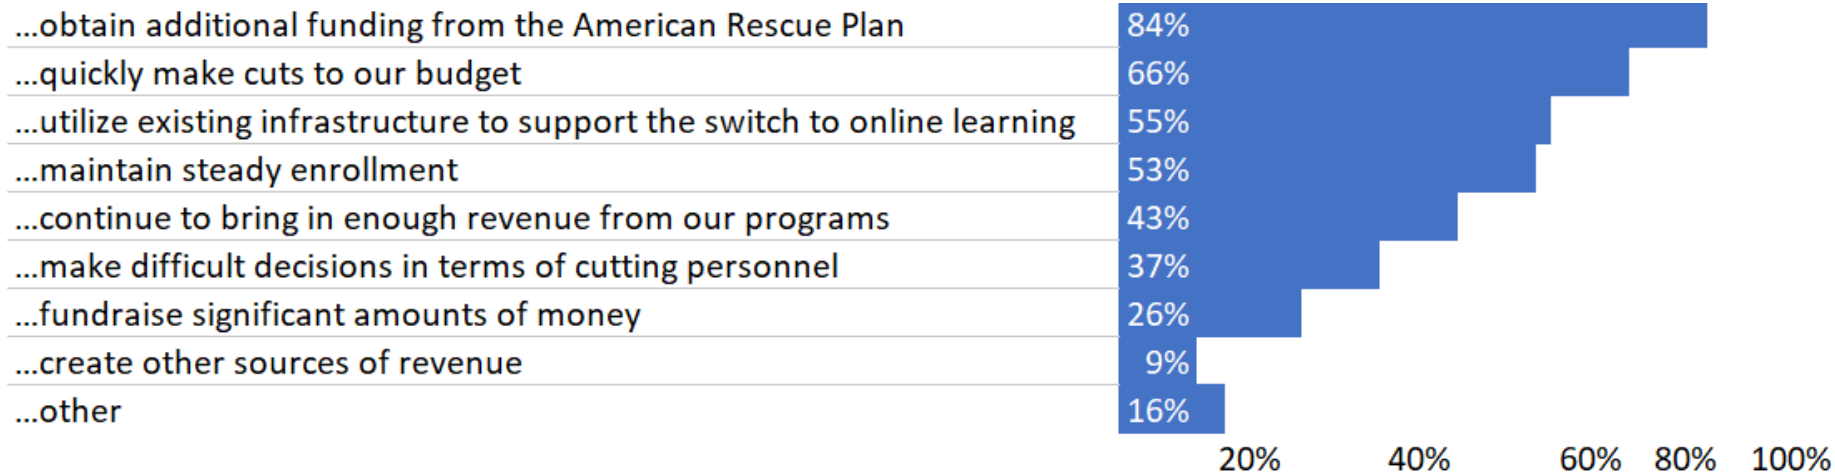 ...obtain additional funding from the American Rescue Plan 84%
...quickly make cuts to our budget 66%
...utilize existing infrastructure to support the switch to online learning 55%
...maintain steady enrollment 53%
...continue to bring in enough revenue from our programs 43%
...make difficult decisions in terms of cutting personnel 37%
...fundraise significant amounts of money 26%
...create other sources of revenue 9%
...other 16%
20% 40% 60% 80% 100%